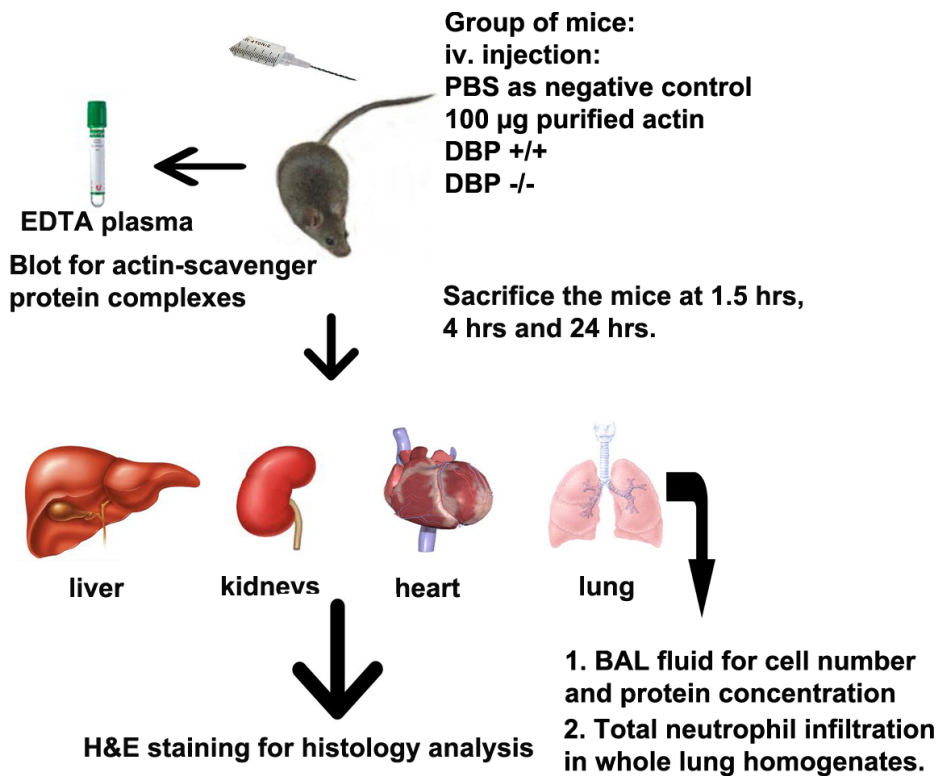 Group of mice:
iv. injection:
PBS as negative control
100 µg purified actin
DBP +/+
DBP -/-
EDTA plasma
Blot for actin-scavenger
protein complexes
Sacrifice the mice at 1.5 hrs,
4 hrs and 24 hrs.
liver
kidneys
heart
lung
1. BAL fluid for cell number
and protein concentration
2. Total neutrophil infiltration
in whole lung homogenates.
H&E staining for histology analysis